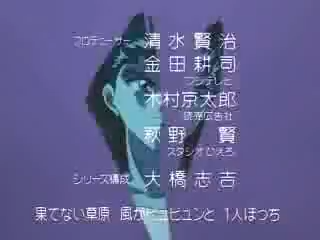 プロデューサー 清水賢治
金田耕司
フジテレビ
木村京太郎
読売広告社
萩野 賢
スタジオぴえろ
シリーズ構成 大橋志吉
果てない草原 風がビュビュンと 1人ぼっち